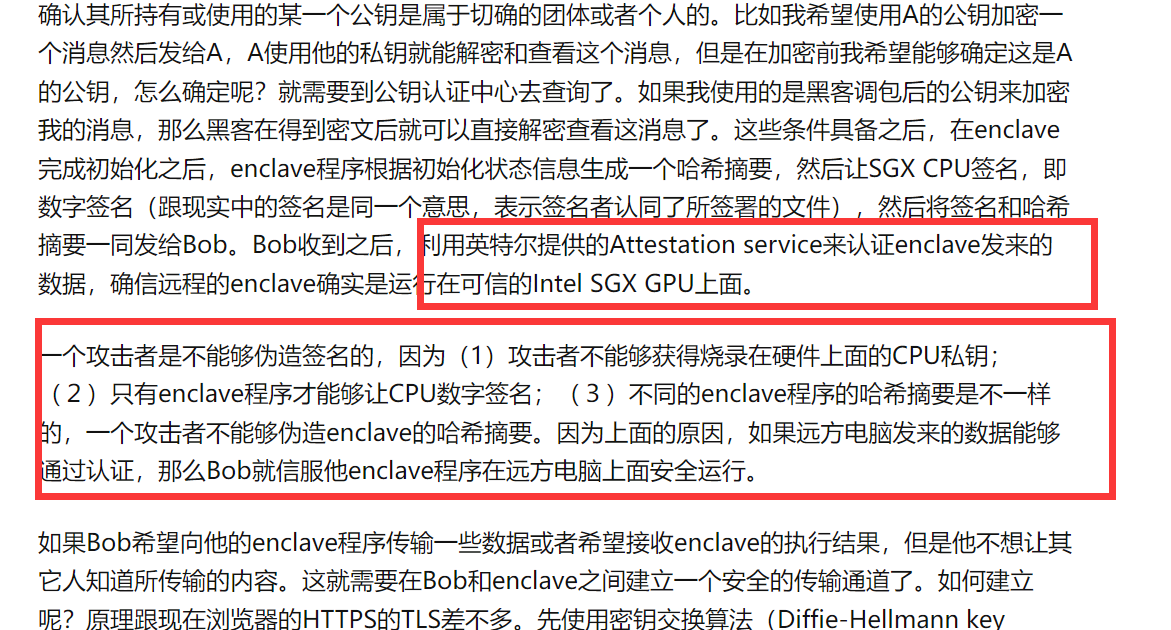 确认其所持有或使用的某一个公钥是属于切确的团体或者个人的。比如我希望使用A的公钥加密一
个消息然后发给A，A使用他的私钥就能解密和查看这个消息，但是在加密前我希望能够确定这是A
的公钥，怎么确定呢？就需要到公钥认证中心去查询了。如果我使用的是黑客调包后的公钥来加密
我的消息，那么黑客在得到密文后就可以直接解密查看这消息了。这些条件具备之后，在enclave
完成初始化之后，enclave程序根据初始化状态信息生成一个哈希摘要，然后让SGX CPU签名，即
数字签名（跟现实中的签名是同一个意思，表示签名者认同了所签署的文件），然后将签名和哈希
摘要一同发给Bob。Bob收到之后，利用英特尔提供的Attestation service来认证enclave发来的
数据，确信远程的enclave确实是运行在可信的Intel SGX GPU上面。
一个攻击者是不能够伪造签名的，因为（1）攻击者不能够获得烧录在硬件上面的CPU私钥；
（2）只有enclave程序才能够让CPU数字签名；（3）不同的enclave程序的哈希摘要是不一样
的，一个攻击者不能够伪造enclave的哈希摘要。因为上面的原因，如果远方电脑发来的数据能够
通过认证，那么Bob就信服他enclave程序在远方电脑上面安全运行。
如果Bob希望向他的enclave程序传输一些数据或者希望接收enclave的执行结果，但是他不想让其
它人知道所传输的内容。这就需要在Bob和enclave之间建立一个安全的传输通道了。如何建立
呢？原理跟现在浏览器的HTTPS的TLS差不多。先使用密钥交换算法（Diffie-Hellmann key